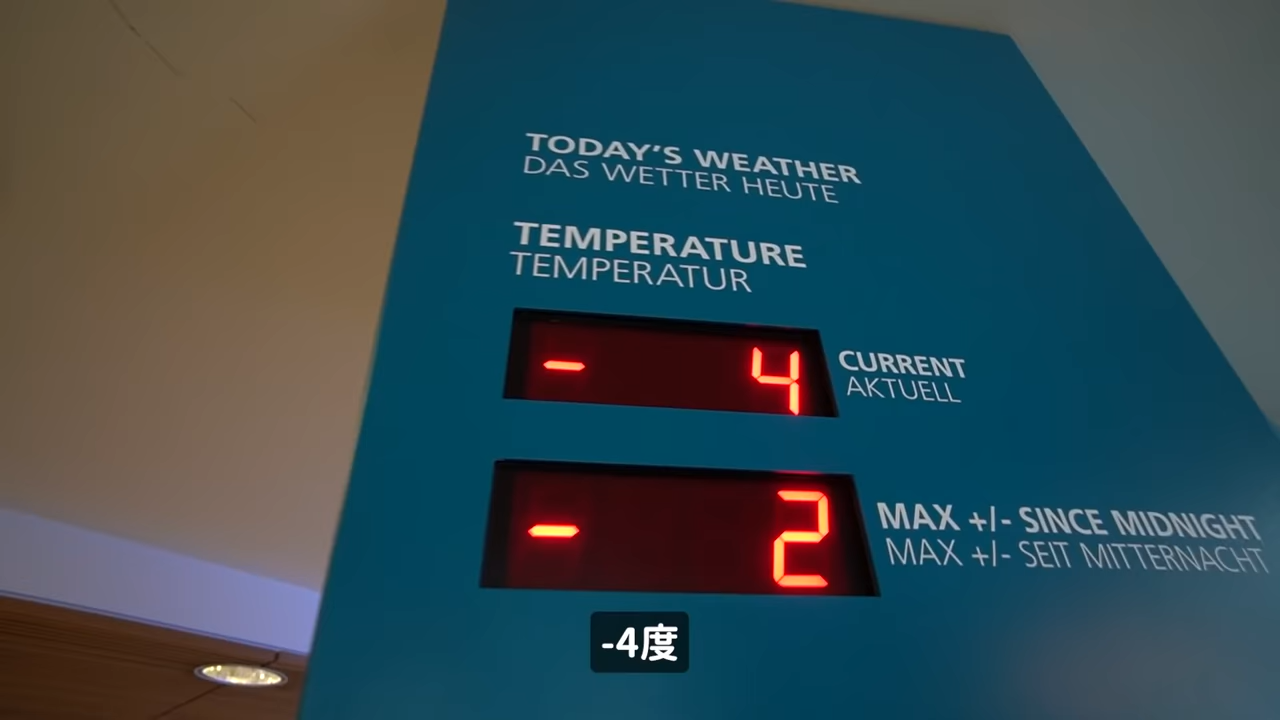 TODAY'S WEATHER
DAS WETTER HEUTE
TEMPERATURE
TEMPERATUR
- 4
CURRENT
AKTUELL
- 2
MAX +/- SINCE MIDNIGHT
MAX +/- SEIT MITTERNACHT
-4度